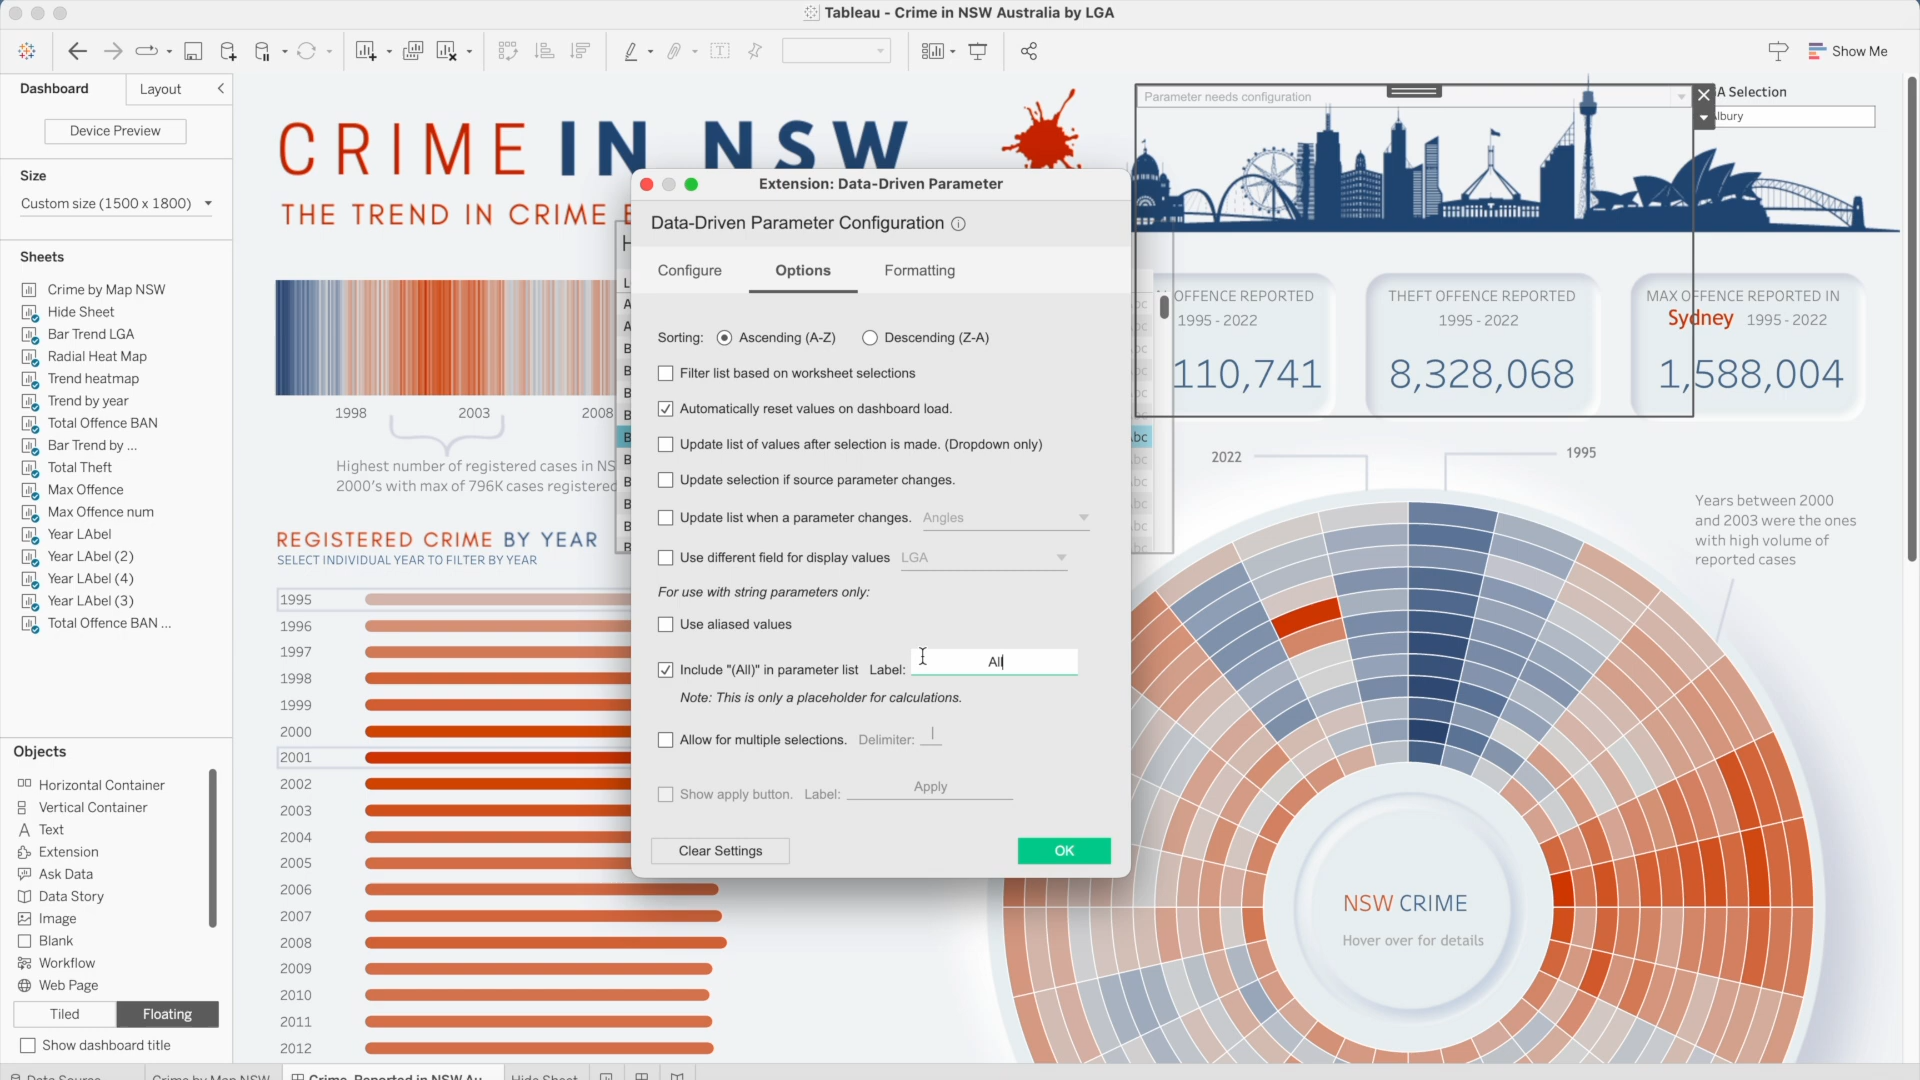 Tableau - Crime in NSW Australia by LGA
Show Me
Dashboard
Layout
Device Preview
Size
Custom size (1500 x 1800)
Sheets
Crime by Map NSW
Hide Sheet
Bar Trend LGA
Radial Heat Map
Trend heatmap
Trend by year
Total Offence BAN
Bar Trend by ...
Total Theft
Max Offence
Max Offence num
Year LAbel
Year LAbel (2)
Year LAbel (4)
Year LAbel (3)
Total Offence BAN ...
Objects
Horizontal Container
Vertical Container
Text
Extension
Ask Data
Data Story
Image
Blank
Workflow
Web Page
Tiled
Floating
Show dashboard title
CRIME IN NSW
THE TREND IN CRIME
1998
2003
2008
Highest number of registered cases in NS
2000's with max of 796K cases registered
REGISTERED CRIME BY YEAR
SELECT INDIVIDUAL YEAR TO FILTER BY YEAR
1995
1996
1997
1998
1999
2000
2001
2002
2003
2004
2005
2006
2007
2008
2009
2010
2011
2012
Extension: Data-Driven Parameter
Data-Driven Parameter Configuration
Configure
Options
Formatting
Sorting:
Ascending (A-Z)
Descending (Z-A)
Filter list based on worksheet selections
Automatically reset values on dashboard load.
Update list of values after selection is made. (Dropdown only)
Update selection if source parameter changes.
Update list when a parameter changes.
Angles
Use different field for display values
LGA
For use with string parameters only:
Use aliased values
Include "(All)" in parameter list
Label:
All
Note: This is only a placeholder for calculations.
Allow for multiple selections.
Delimiter:
|
Show apply button.
Label:
Apply
Clear Settings
OK
Parameter needs configuration
A Selection
lbury
OFFENCE REPORTED
1995 - 2022
110,741
THEFT OFFENCE REPORTED
1995 - 2022
8,328,068
MAX OFFENCE REPORTED IN
Sydney 1995 - 2022
1,588,004
2022
1995
Years between 2000
and 2003 were the ones
with high volume of
reported cases
NSW CRIME
Hover over for details
Data Source
Crime by Map NSW
Crime Reported in NSW Au...
Hide Sheet